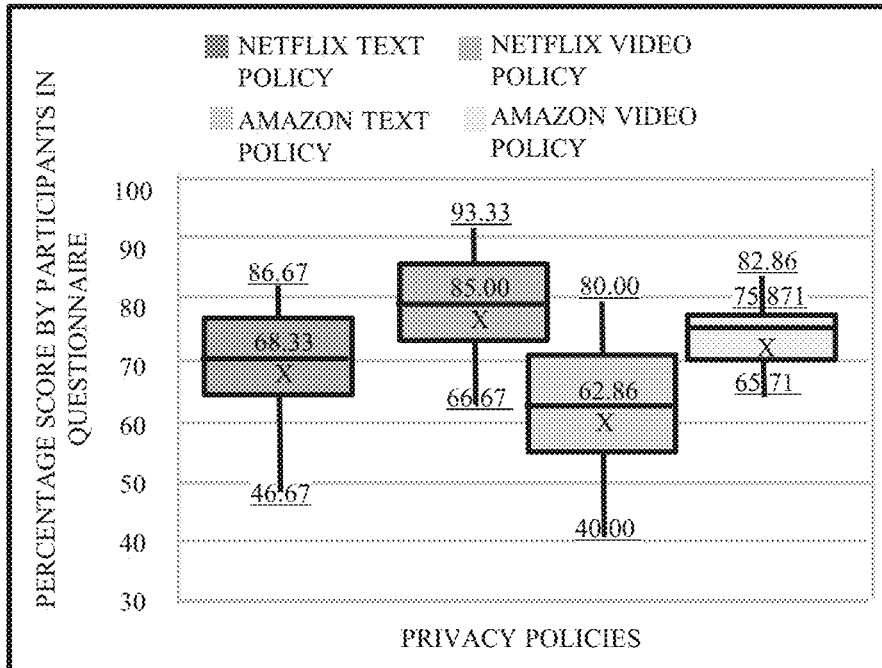 NETFLIX TEXT
POLICY
NETFLIX VIDEO
POLICY
AMAZON TEXT
POLICY
AMAZON VIDEO
POLICY
PERCENTAGE SCORE BY PARTICIPANTS IN
QUESTIONNAIRE
100
90
80
70
60
50
40
30
86.67
68.33
X
46.67
93.33
85.00
X
66.67
80.00
62.86
X
40.00
82.86
75.871
X
65.71
PRIVACY POLICIES